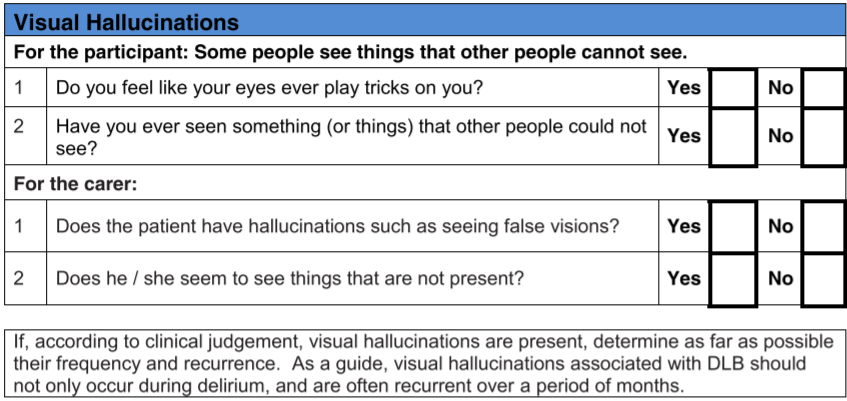 Visual Hallucinations
For the participant: Some people see things that other people cannot see.
1 Do you feel like your eyes ever play tricks on you? Yes No
2 Have you ever seen something (or things) that other people could not
see? Yes No
For the carer:
1 Does the patient have hallucinations such as seeing false visions? Yes No
2 Does he / she seem to see things that are not present? Yes No
If, according to clinical judgement, visual hallucinations are present, determine as far as possible
their frequency and recurrence.  As a guide, visual hallucinations associated with DLB should
not only occur during delirium, and are often recurrent over a period of months.